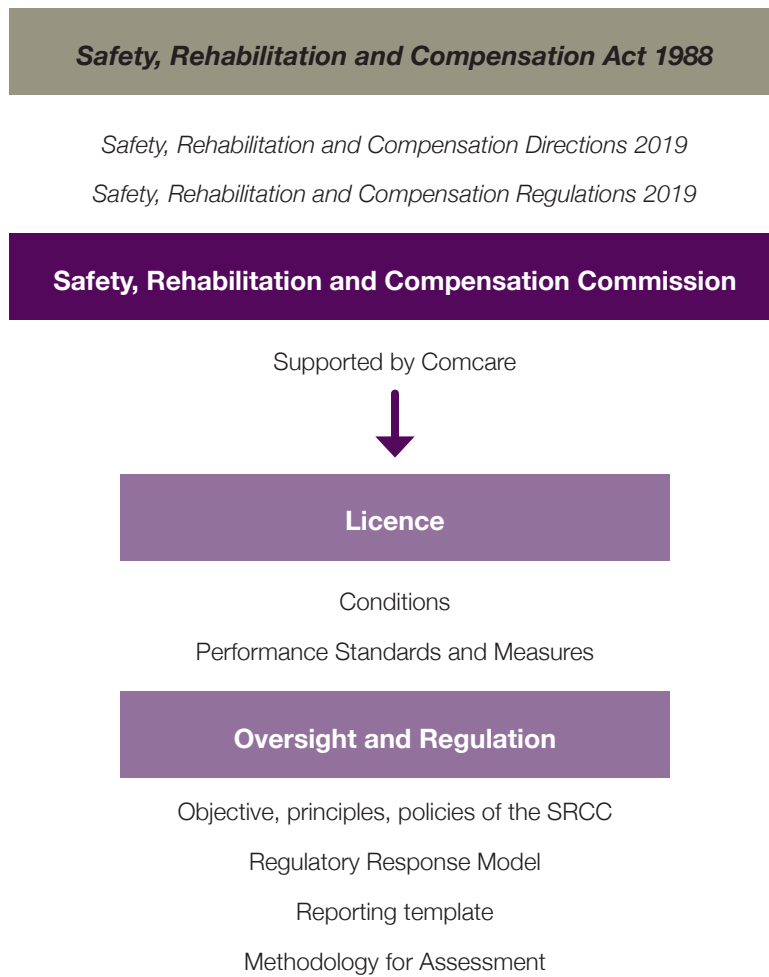 Safety, Rehabilitation and Compensation Act 1988
Safety, Rehabilitation and Compensation Directions 2019
Safety, Rehabilitation and Compensation Regulations 2019
Safety, Rehabilitation and Compensation Commission
Supported by Comcare
Licence
Conditions
Performance Standards and Measures
Oversight and Regulation
Objective, principles, policies of the SRCC
Regulatory Response Model
Reporting template
Methodology for Assessment